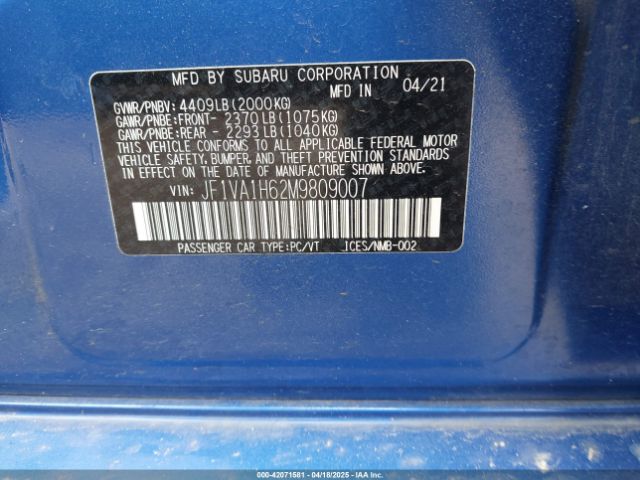 MFD BY SUBARU CORPORATION
MFD IN 04/21
GVWR/PNBV: 4409LB(2000KG)
GAWR/PNBE:FRONT- 2370LB(1075KG)
GAWR/PNBE:REAR - 2293LB(1040KG)
THIS VEHICLE CONFORMS TO ALL APPLICABLE FEDERAL MOTOR
VEHICLE SAFETY, BUMPER, AND THEFT PREVENTION STANDARDS
IN EFFECT ON THE DATE OF MANUFACTURE SHOWN ABOVE.
VIN: JF1VA1H62M9809007
PASSENGER CAR TYPE:PC/VT ICES/NMB-002
000-42071581 - 04/18/2025 - COPYRIGHT IAA, LLC.